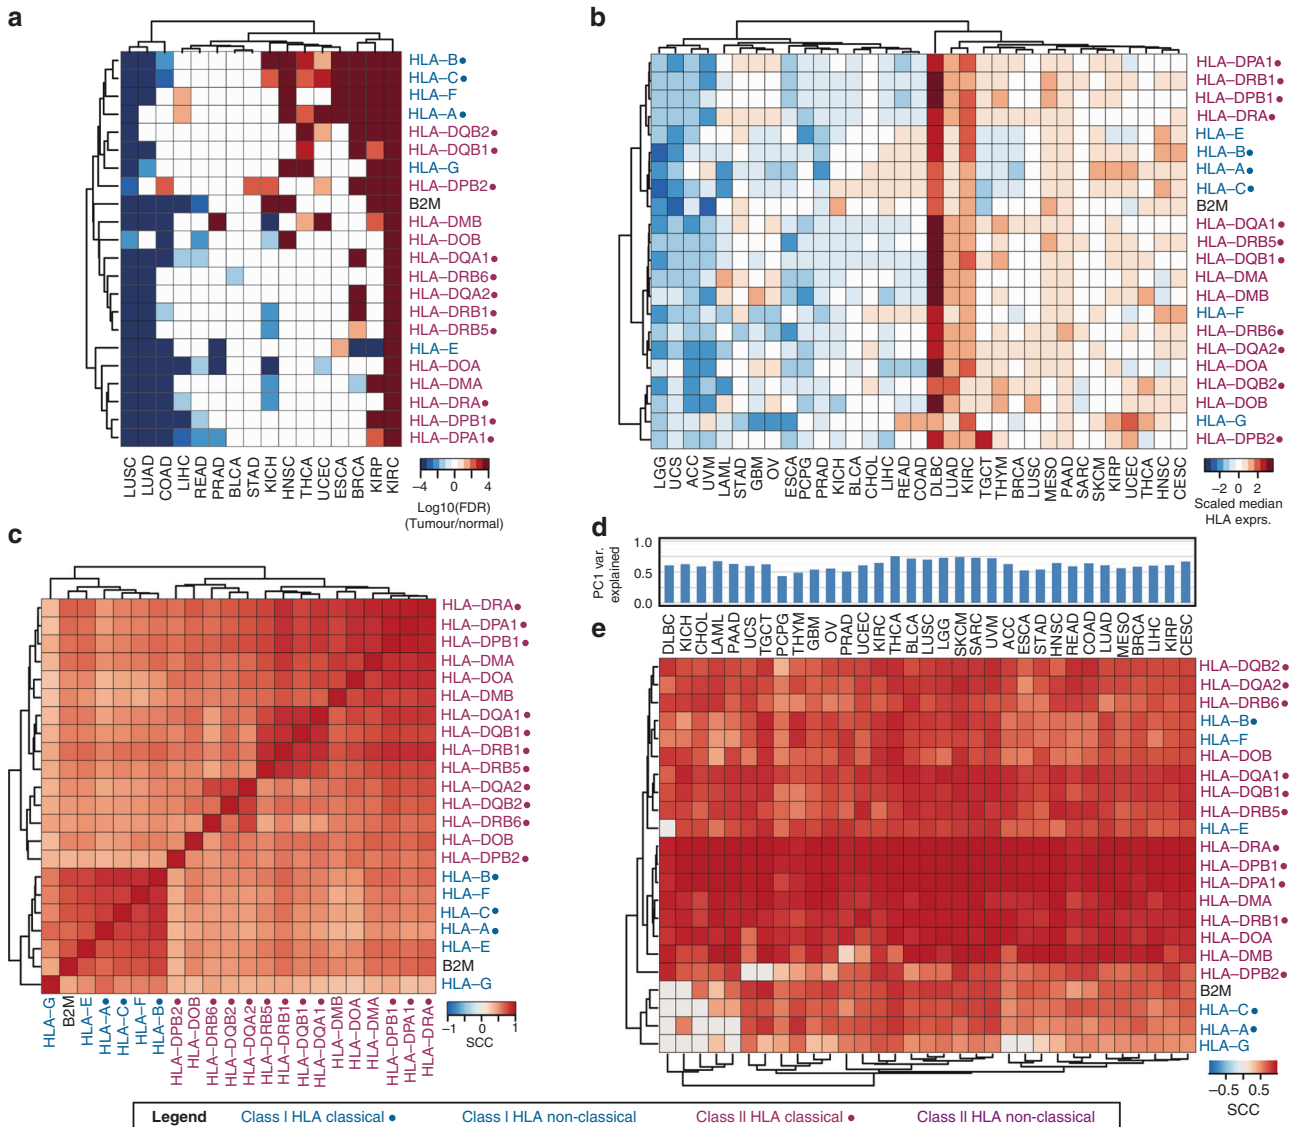 a
HLA–B●
HLA–C●
HLA–F
HLA–A●
HLA–DQB2●
HLA–DQB1●
HLA–G
HLA–DPB2●
B2M
HLA–DMB
HLA–DOB
HLA–DQA1●
HLA–DRB6●
HLA–DQA2●
HLA–DRB1●
HLA–DRB5●
HLA–E
HLA–DOA
HLA–DMA
HLA–DRA●
HLA–DPB1●
HLA–DPA1●
LUSC
LUAD
COAD
LIHC
READ
PRAD
BLCA
STAD
KICH
HNSC
THCA
UCEC
ESCA
BRCA
KIRP
KIRC
−4 0 4
Log10(FDR)
(Tumour/normal)
b
HLA–DPA1●
HLA–DRB1●
HLA–DPB1●
HLA–DRA●
HLA–E
HLA–B●
HLA–A●
HLA–C●
B2M
HLA–DQA1●
HLA–DRB5●
HLA–DQB1●
HLA–DMA
HLA–DMB
HLA–F
HLA–DRB6●
HLA–DQA2●
HLA–DOA
HLA–DQB2●
HLA–DOB
HLA–G
HLA–DPB2●
LGG
UCS
ACC
UVM
LAML
STAD
GBM
OV
ESCA
PCPG
PRAD
KICH
BLCA
CHOL
LIHC
READ
COAD
DLBC
LUAD
KIRC
TGCT
THYM
BRCA
LUSC
MESO
PAAD
SARC
SKCM
KIRP
UCEC
THCA
HNSC
CESC
−2 0 2
Scaled median
HLA exprs.
c
HLA–DRA●
HLA–DPA1●
HLA–DPB1●
HLA–DMA
HLA–DOA
HLA–DMB
HLA–DQA1●
HLA–DQB1●
HLA–DRB1●
HLA–DRB5●
HLA–DQA2●
HLA–DQB2●
HLA–DRB6●
HLA–DOB
HLA–DPB2●
HLA–B●
HLA–F
HLA–C●
HLA–A●
HLA–E
B2M
HLA–G
HLA–G
B2M
HLA–E
HLA–A●
HLA–C●
HLA–F
HLA–B●
HLA–DPB2●
HLA–DOB
HLA–DRB6●
HLA–DQB2●
HLA–DQA2●
HLA–DRB5●
HLA–DRB1●
HLA–DQB1●
HLA–DQA1●
HLA–DMB
HLA–DOA
HLA–DMA
HLA–DPB1●
HLA–DPA1●
HLA–DRA●
−1 0 1
SCC
d
PC1 var.
explained
1.0
0.5
0.0
e
DLBC
KICH
CHOL
LAML
PAAD
UCS
TGCT
PCPG
THYM
GBM
OV
PRAD
UCEC
KIRC
THCA
BLCA
LUSC
LGG
SKCM
SARC
UVM
ACC
ESCA
STAD
HNSC
READ
COAD
LUAD
MESO
BRCA
LIHC
KIRP
CESC
HLA–DQB2●
HLA–DQA2●
HLA–DRB6●
HLA–B●
HLA–F
HLA–DOB
HLA–DQA1●
HLA–DQB1●
HLA–DRB5●
HLA–E
HLA–DRA●
HLA–DPB1●
HLA–DPA1●
HLA–DMA
HLA–DRB1●
HLA–DOA
HLA–DMB
HLA–DPB2●
B2M
HLA–C●
HLA–A●
HLA–G
−0.5 0.5
SCC
Legend Class I HLA classical ● Class I HLA non-classical Class II HLA classical ● Class II HLA non-classical